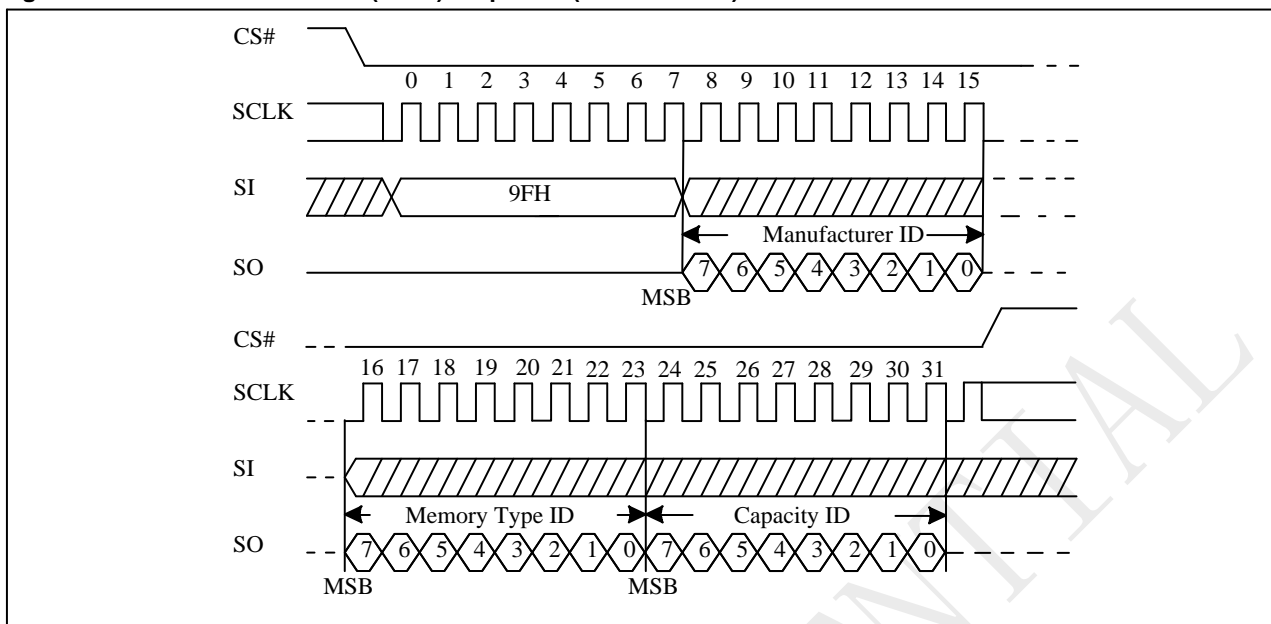 CS#
0 1 2 3 4 5 6 7 8 9 10 11 12 13 14 15
SCLK
SI
9FH
Manufacturer ID
SO
7 6 5 4 3 2 1 0
MSB
CS#
16 17 18 19 20 21 22 23 24 25 26 27 28 29 30 31
SCLK
SI
Memory Type ID Capacity ID
SO
7 6 5 4 3 2 1 0 7 6 5 4 3 2 1 0
MSB MSB
NTIAL